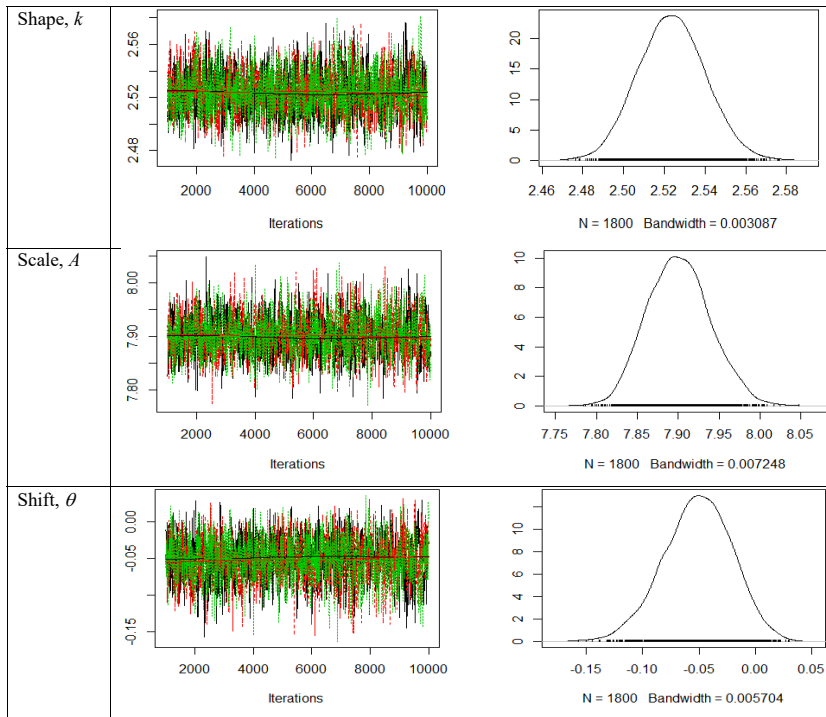 Shape, k
2.48 2.52 2.56
2000 4000 6000 8000 10000
Iterations
0 5 10 15 20
2.46 2.48 2.50 2.52 2.54 2.56 2.58
N = 1800 Bandwidth = 0.003087
Scale, A
7.80 7.90 8.00
2000 4000 6000 8000 10000
Iterations
0 2 4 6 8 10
7.75 7.80 7.85 7.90 7.95 8.00 8.05
N = 1800 Bandwidth = 0.007248
Shift, θ
-0.15 -0.05 0.00
2000 4000 6000 8000 10000
Iterations
0 2 4 6 8 10
-0.15 -0.10 -0.05 0.00 0.05
N = 1800 Bandwidth = 0.005704